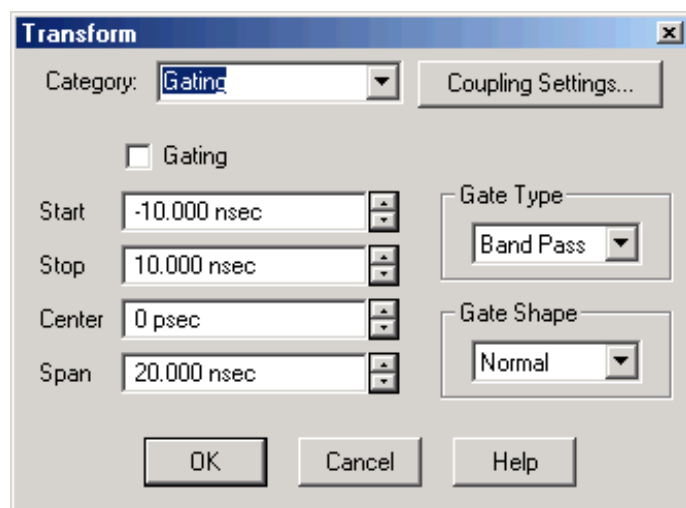 Transform
Category: Gating Coupling Settings...
Gating
Start -10.000 nsec
Stop 10.000 nsec
Center 0 psec
Span 20.000 nsec
Gate Type
Band Pass
Gate Shape
Normal
OK Cancel Help